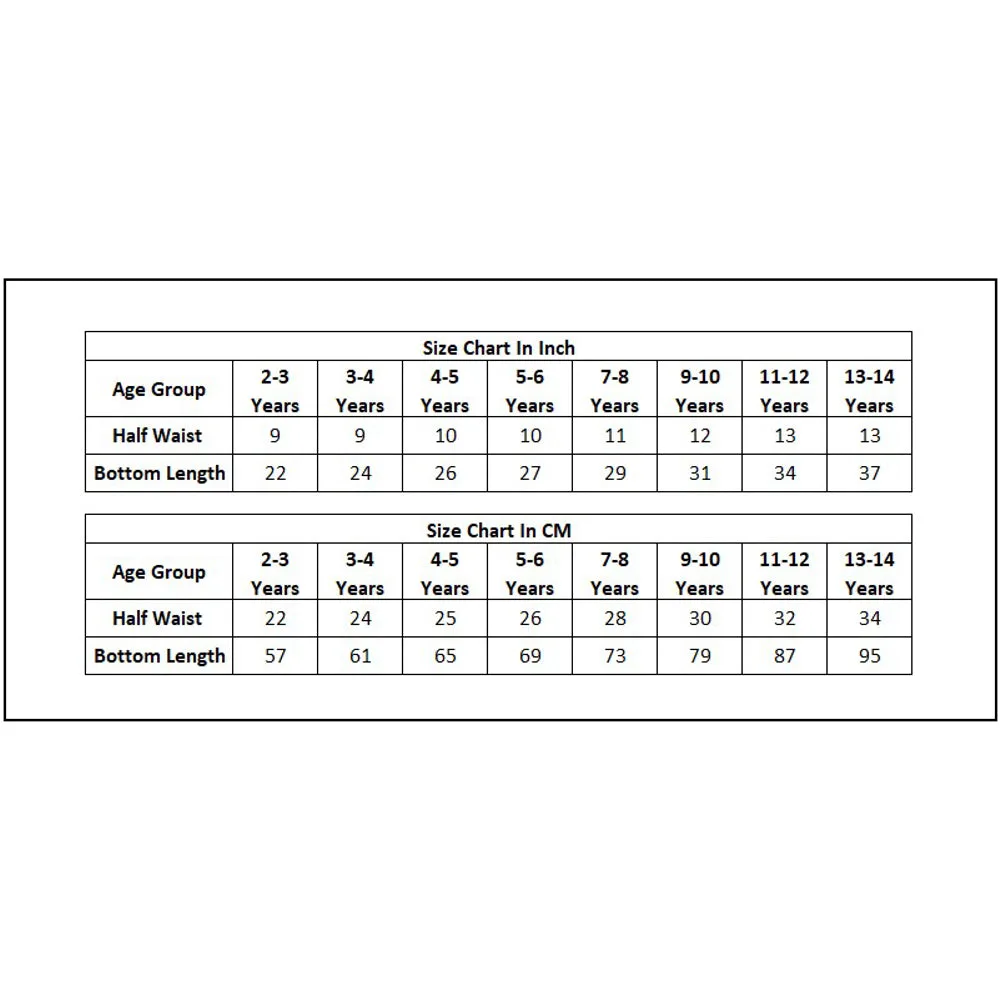 Size Chart In Inch
Age Group 2-3 Years 3-4 Years 4-5 Years 5-6 Years 7-8 Years 9-10 Years 11-12 Years 13-14 Years
Half Waist 9 9 10 10 11 12 13 13
Bottom Length 22 24 26 27 29 31 34 37
Size Chart In CM
Age Group 2-3 Years 3-4 Years 4-5 Years 5-6 Years 7-8 Years 9-10 Years 11-12 Years 13-14 Years
Half Waist 22 24 25 26 28 30 32 34
Bottom Length 57 61 65 69 73 79 87 95